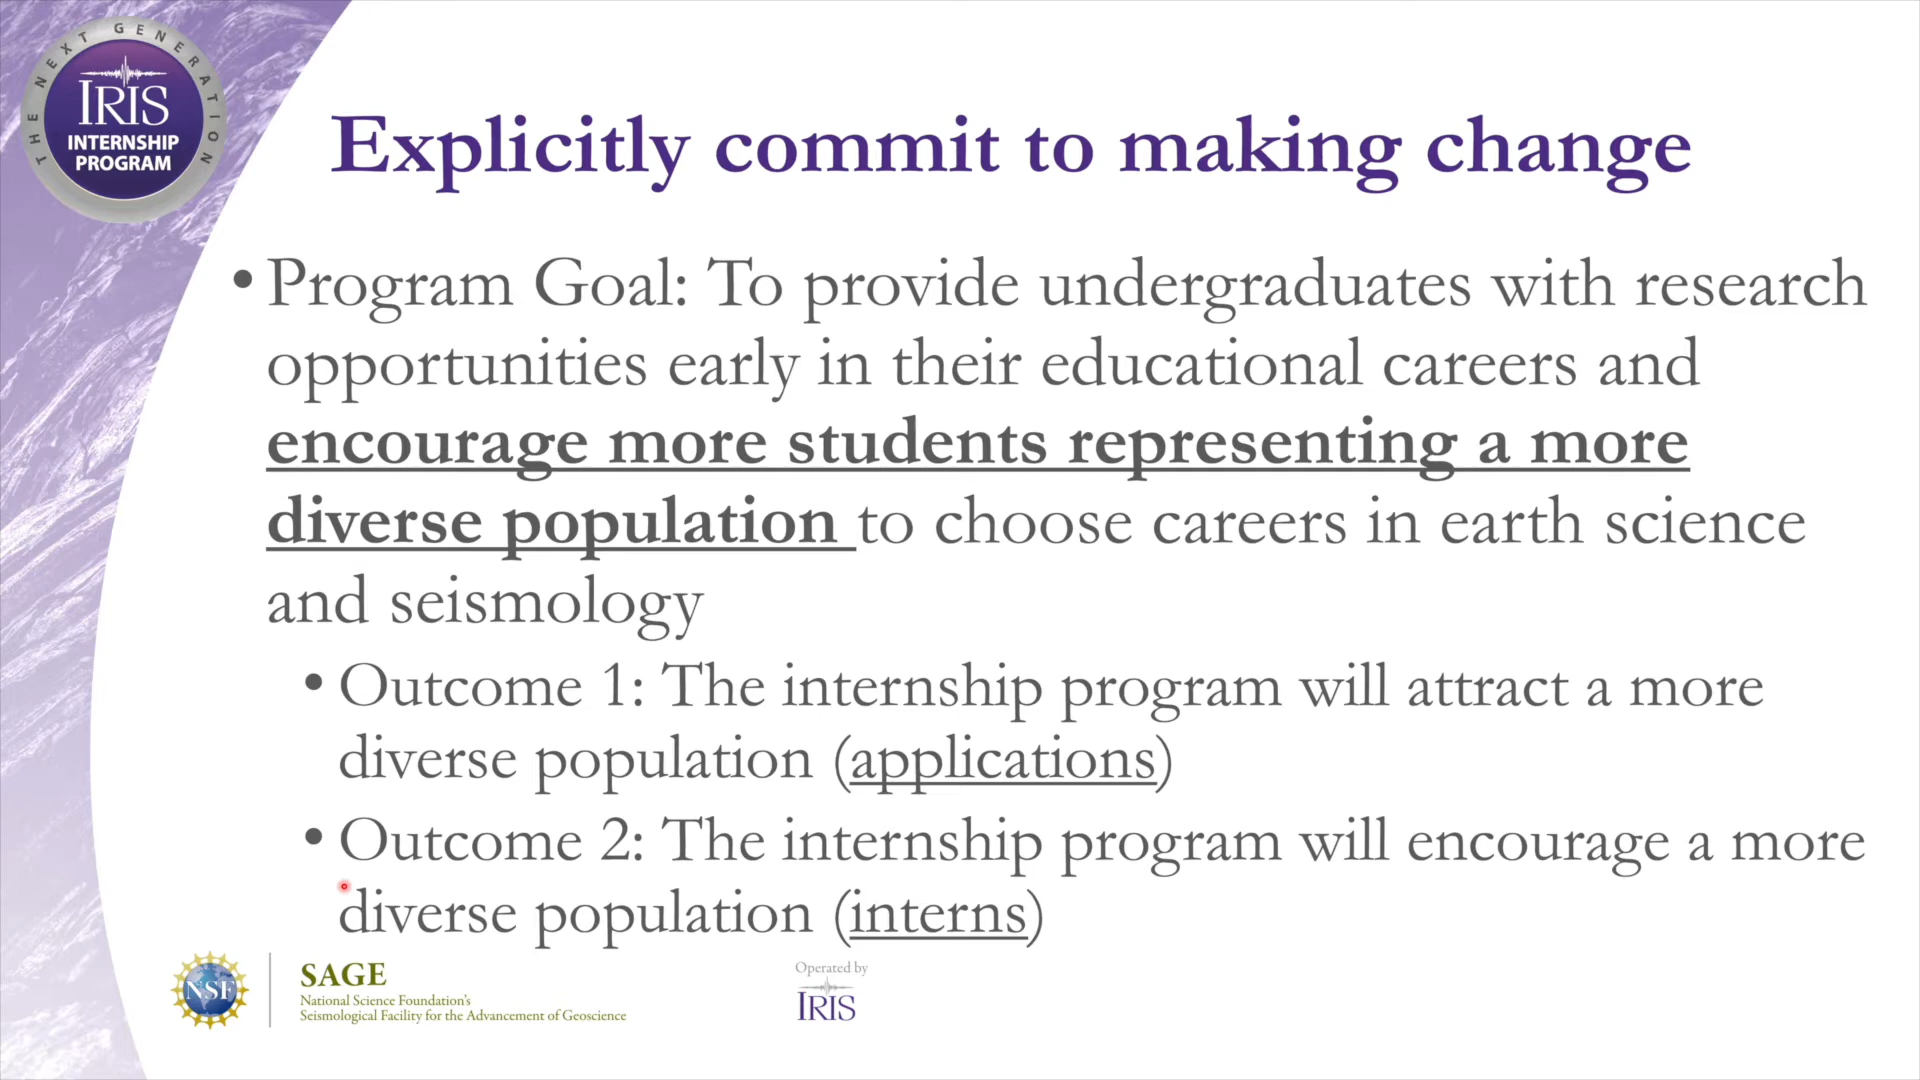 THE NEXT GENERATION
IRIS
INTERNSHIP
PROGRAM
Explicitly commit to making change
• Program Goal: To provide undergraduates with research
opportunities early in their educational careers and
encourage more students representing a more
diverse population to choose careers in earth science
and seismology
• Outcome 1: The internship program will attract a more
diverse population (applications)
• Outcome 2: The internship program will encourage a more
diverse population (interns)
NSF
SAGE
National Science Foundation's
Seismological Facility for the Advancement of Geoscience
Operated by
IRIS